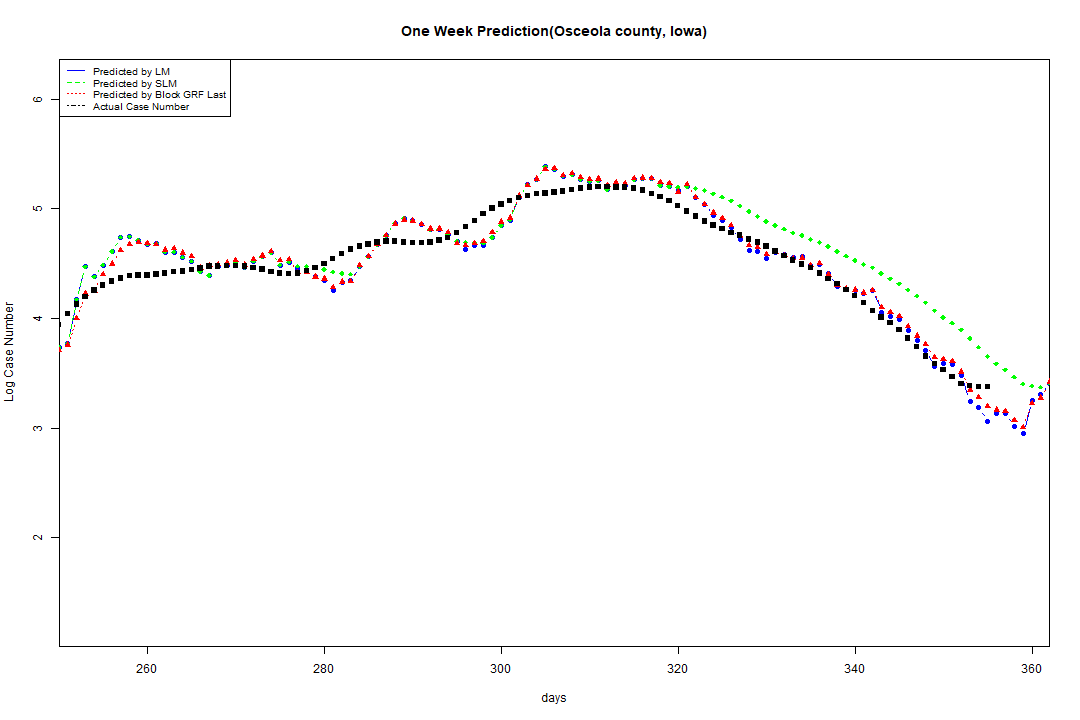 One Week Prediction(Osceola county, Iowa)
Predicted by LM
Predicted by SLM
Predicted by Block GRF Last
Actual Case Number
6
5
4
3
2
Log Case Number
260 280 300 320 340 360
days